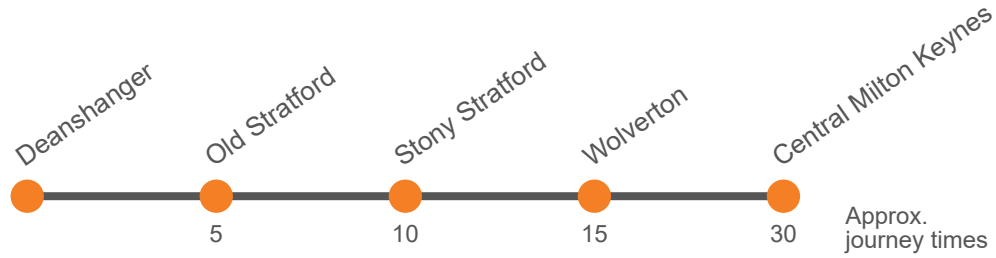 Deanshanger
Old Stratford
Stony Stratford
Wolverton
Central Milton Keynes
5
10
15
30
Approx.
journey times